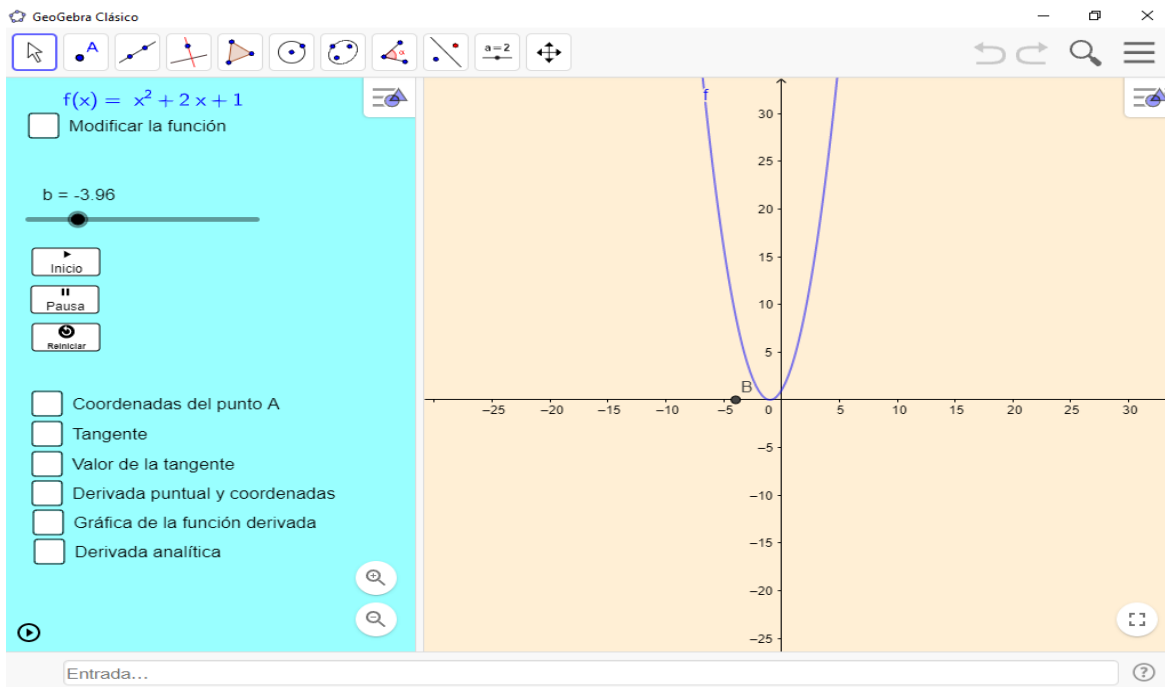 GeoGebra Clásico
A
α
a=2
f(x) = x² + 2 x + 1
Modificar la función
b = -3.96
Inicio
Pausa
Reiniciar
Coordenadas del punto A
Tangente
Valor de la tangente
Derivada puntual y coordenadas
Gráfica de la función derivada
Derivada analítica
f
30
25
20
15
10
5
B
−25 −20 −15 −10 −5 0 5 10 15 20 25 30
−5
−10
−15
−20
−25
Entrada...
?